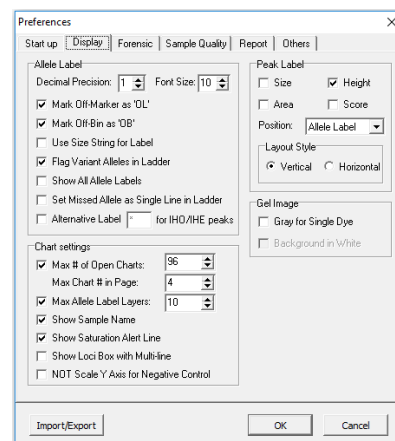 Preferences
Start up Display Forensic Sample Quality Report Others
Allele Label
Decimal Precision: 1 Font Size: 10
Mark Off-Marker as 'OL'
Mark Off-Bin as 'OB'
Use Size String for Label
Flag Variant Alleles in Ladder
Show All Allele Labels
Set Missed Allele as Single Line in Ladder
Alternative Label * for IHO/IHE peaks
Chart settings
Max # of Open Charts: 96
Max Chart # in Page: 4
Max Allele Label Layers: 10
Show Sample Name
Show Saturation Alert Line
Show Loci Box with Multi-line
NOT Scale Y Axis for Negative Control
Peak Label
Size Height
Area Score
Position: Allele Label
Layout Style
Vertical Horizontal
Gel Image
Gray for Single Dye
Background in White
Import/Export OK Cancel